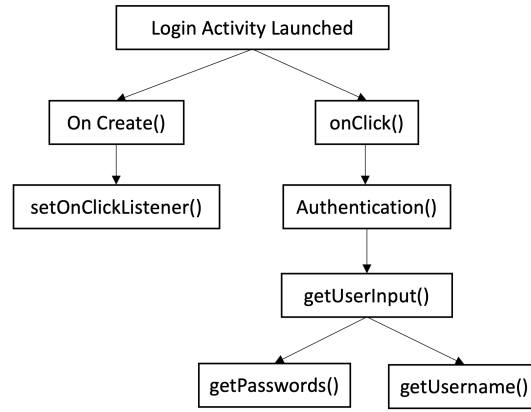 Login Activity Launched
On Create()
onClick()
setOnClickListener()
Authentication()
getUserInput()
getPasswords()
getUsername()